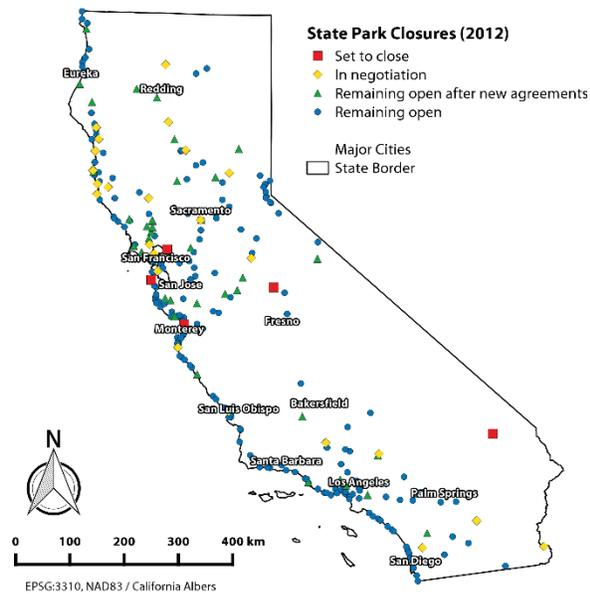 State Park Closures (2012)
Set to close
In negotiation
Remaining open after new agreements
Remaining open
Major Cities
State Border
Eureka
Redding
Sacramento
San Francisco
San Jose
Monterey
Fresno
San Luis Obispo
Bakersfield
Santa Barbara
Los Angeles
Palm Springs
San Diego
N
0 100 200 300 400 km
EPSG:3310, NAD83 / California Albers